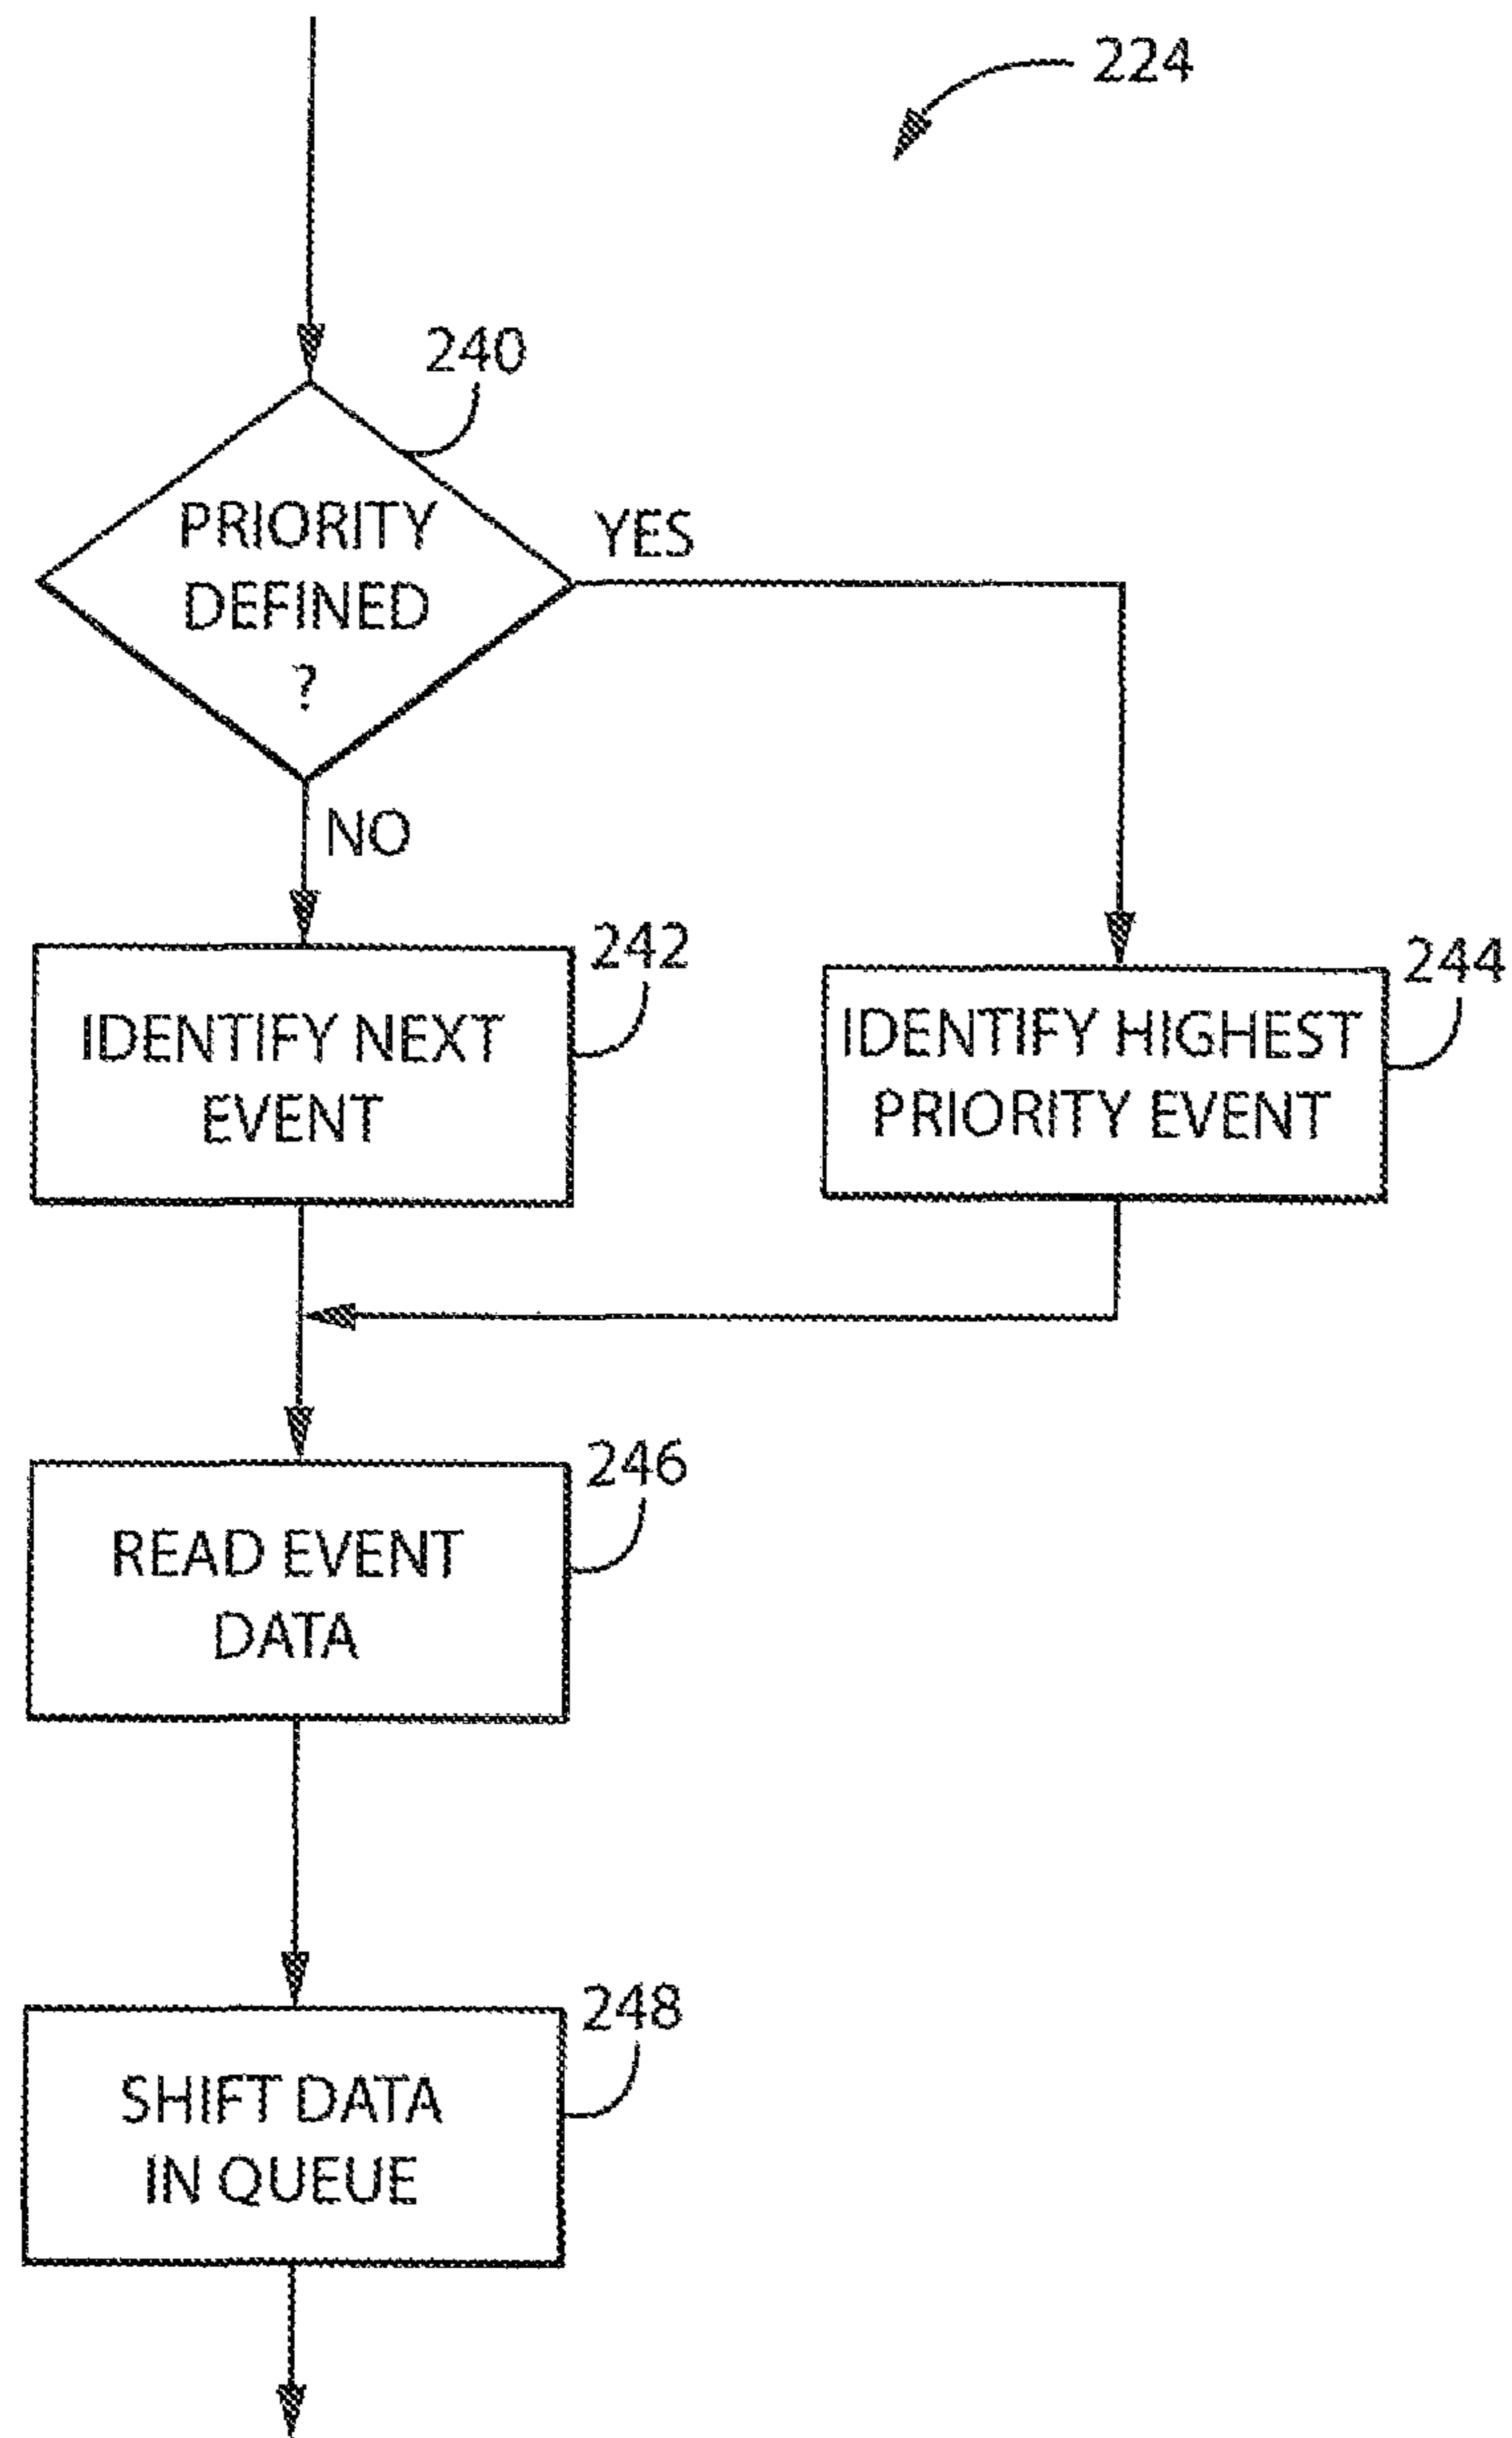 224
240
PRIORITY
DEFINED
?
YES
NO
242
IDENTIFY NEXT
EVENT
244
IDENTIFY HIGHEST
PRIORITY EVENT
246
READ EVENT
DATA
248
SHIFT DATA
IN QUEUE